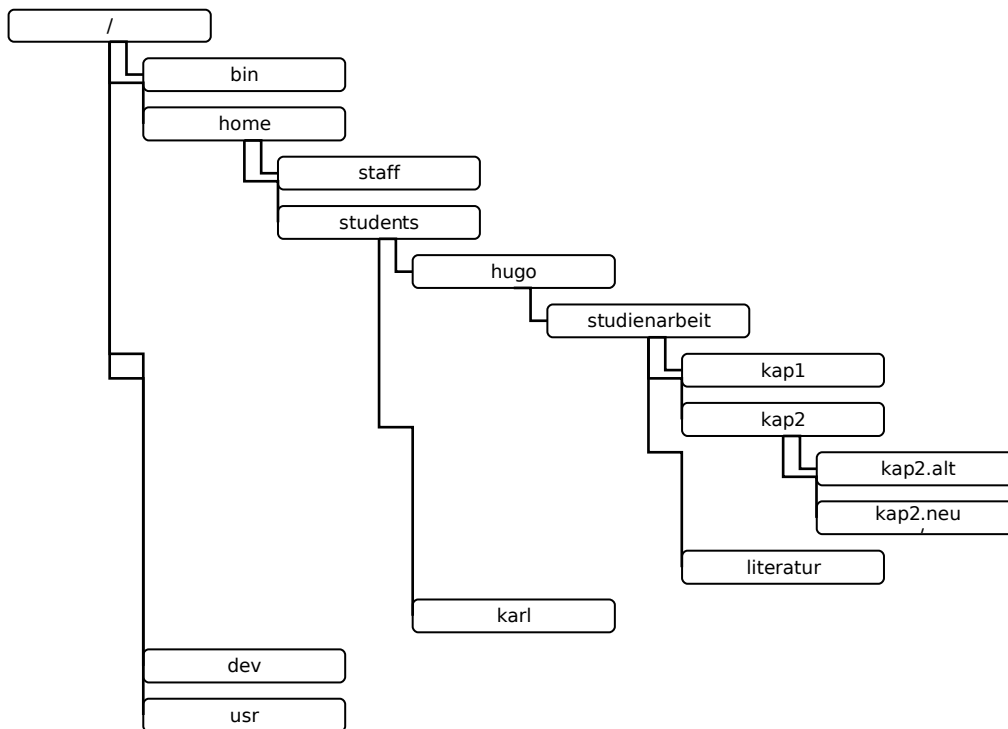 /
bin
home
staff
students
hugo
studienarbeit
kap1
kap2
kap2.alt
kap2.neu
/
literatur
karl
dev
usr